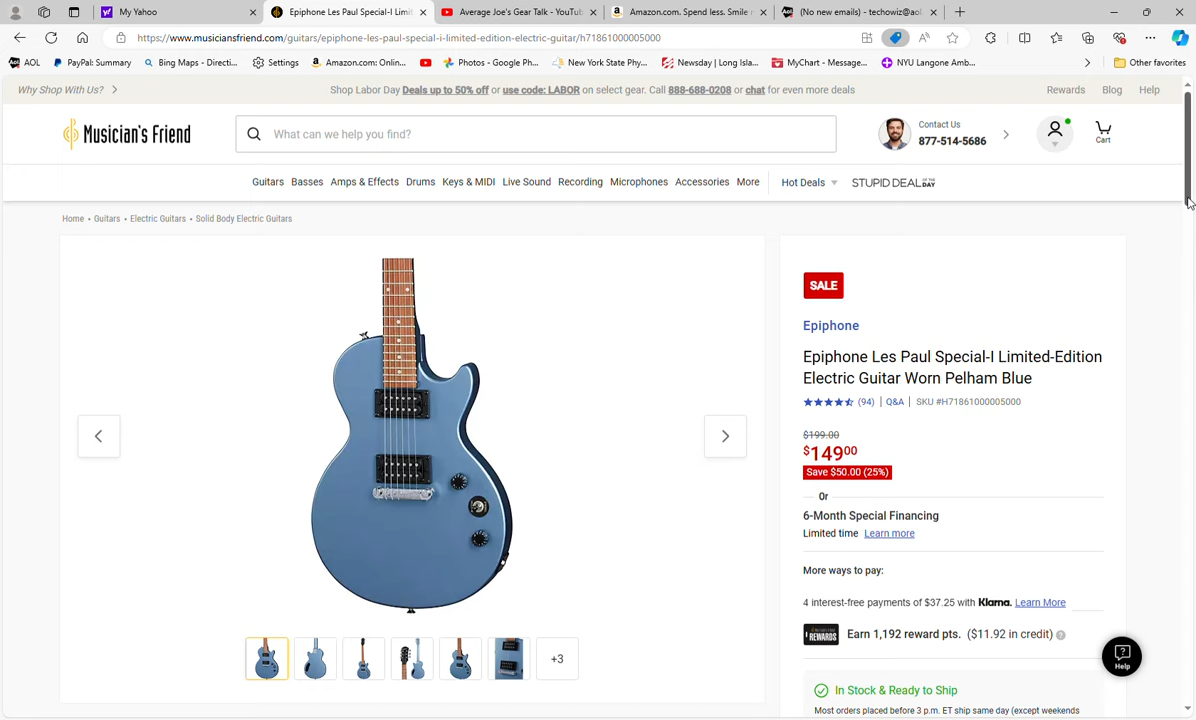 My Yahoo
Epiphone Les Paul Special-I Limit
Average Joe's Gear Talk - YouTub
Amazon.com. Spend less. Smile
(No new emails) - techowiz@aol
https://www.musiciansfriend.com/guitars/epiphone-les-paul-special-i-limited-edition-electric-guitar/h71861000005000
Aol. AOL
PayPal: Summary
Bing Maps - Directi...
Settings
Amazon.com: Onlin...
Photos - Google Ph...
New York State Phy...
Newsday | Long Isla...
MyChart - Message...
NYU Langone Amb...
Other favorites
Why Shop With Us?
Shop Labor Day Deals up to 50% off or use code: LABOR on select gear. Call 888-688-0208 or chat for even more deals
Rewards Blog Help
Musician's Friend
What can we help you find?
Contact Us
877-514-5686
Cart
Guitars Basses Amps & Effects Drums Keys & MIDI Live Sound Recording Microphones Accessories More Hot Deals STUPID DEAL OF THE DAY
Home • Guitars • Electric Guitars • Solid Body Electric Guitars
SALE
Epiphone
Epiphone Les Paul Special-I Limited-Edition
Electric Guitar Worn Pelham Blue
(94) | Q&A | SKU #H71861000005000
$199.00
$14900
Save $50.00 (25%)
Or
6-Month Special Financing
Limited time Learn more
More ways to pay:
4 interest-free payments of $37.25 with Klarna. Learn More
REWARDS Earn 1,192 reward pts. ($11.92 in credit) ?
Help
+3
In Stock & Ready to Ship
Most orders placed before 3 p.m. ET ship same day (except weekends